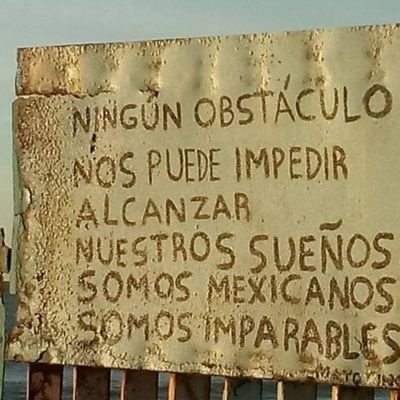 NINGÚN OBSTÁCULO
NOS PUEDE IMPEDIR
ALCANZAR
NUESTROS SUEÑOS
SOMOS MEXICANOS
SOMOS IMPARABLES